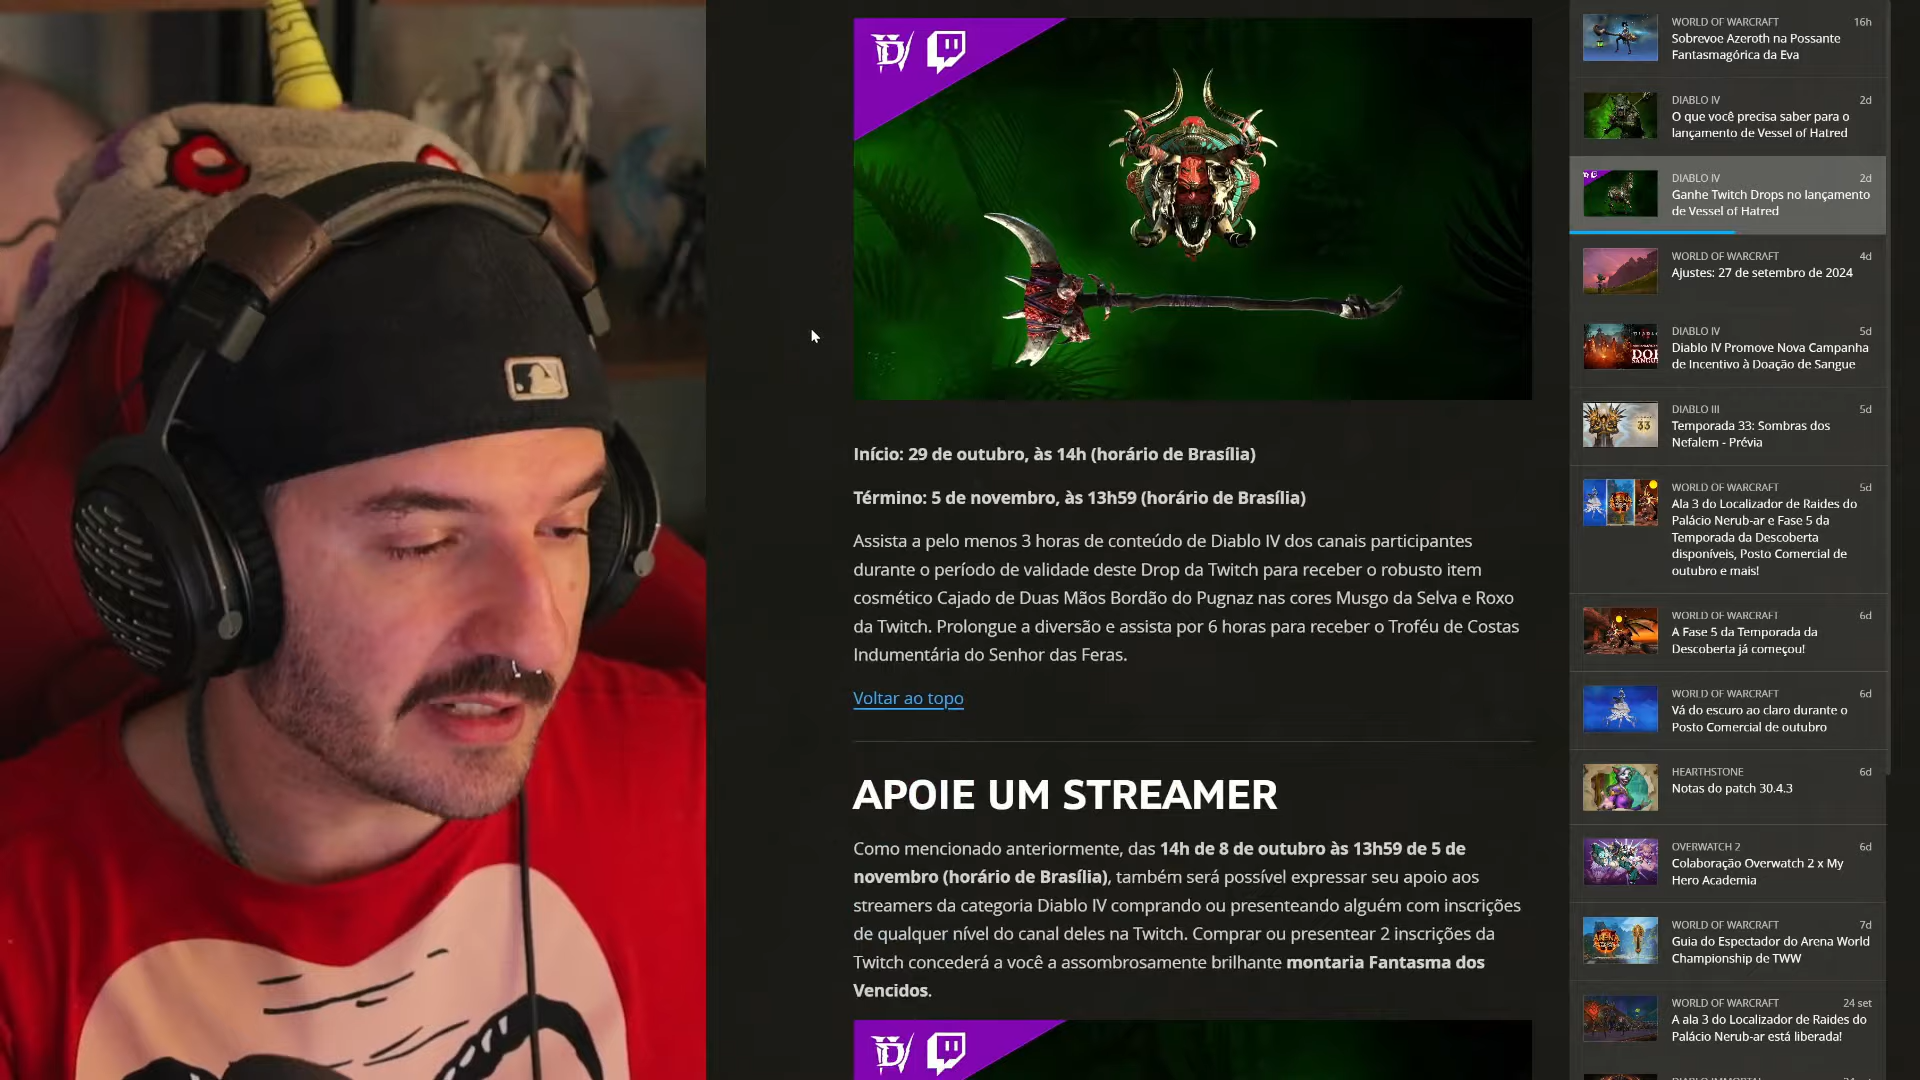 Início: 29 de outubro, às 14h (horário de Brasília)
Término: 5 de novembro, às 13h59 (horário de Brasília)
Assista a pelo menos 3 horas de conteúdo de Diablo IV dos canais participantes
durante o período de validade deste Drop da Twitch para receber o robusto item
cosmético Cajado de Duas Mãos Bordão do Pugnaz nas cores Musgo da Selva e Roxo
da Twitch. Prolongue a diversão e assista por 6 horas para receber o Troféu de Costas
Indumentária do Senhor das Feras.
Voltar ao topo
APOIE UM STREAMER
Como mencionado anteriormente, das 14h de 8 de outubro às 13h59 de 5 de
novembro (horário de Brasília), também será possível expressar seu apoio aos
streamers da categoria Diablo IV comprando ou presenteando alguém com inscrições
de qualquer nível do canal deles na Twitch. Comprar ou presentear 2 inscrições da
Twitch concederá a você a assombrosamente brilhante montaria Fantasma dos
Vencidos.
WORLD OF WARCRAFT 16h
Sobrevoe Azeroth na Possante
Fantasmagórica da Eva
DIABLO IV 2d
O que você precisa saber para o
lançamento de Vessel of Hatred
DIABLO IV 2d
Ganhe Twitch Drops no lançamento
de Vessel of Hatred
WORLD OF WARCRAFT 4d
Ajustes: 27 de setembro de 2024
DIABLO IV 5d
Diablo IV Promove Nova Campanha
de Incentivo à Doação de Sangue
DIABLO III 5d
Temporada 33: Sombras dos
Nefalem - Prévia
33
WORLD OF WARCRAFT 5d
Ala 3 do Localizador de Raides do
Palácio Nerub-ar e Fase 5 da
Temporada da Descoberta
disponíveis, Posto Comercial de
outubro e mais!
WORLD OF WARCRAFT 6d
A Fase 5 da Temporada da
Descoberta já começou!
WORLD OF WARCRAFT 6d
Vá do escuro ao claro durante o
Posto Comercial de outubro
HEARTHSTONE 6d
Notas do patch 30.4.3
OVERWATCH 2 6d
Colaboração Overwatch 2 x My
Hero Academia
WORLD OF WARCRAFT 7d
Guia do Espectador do Arena World
Championship de TWW
WORLD OF WARCRAFT 24 set
A ala 3 do Localizador de Raides do
Palácio Nerub-ar está liberada!